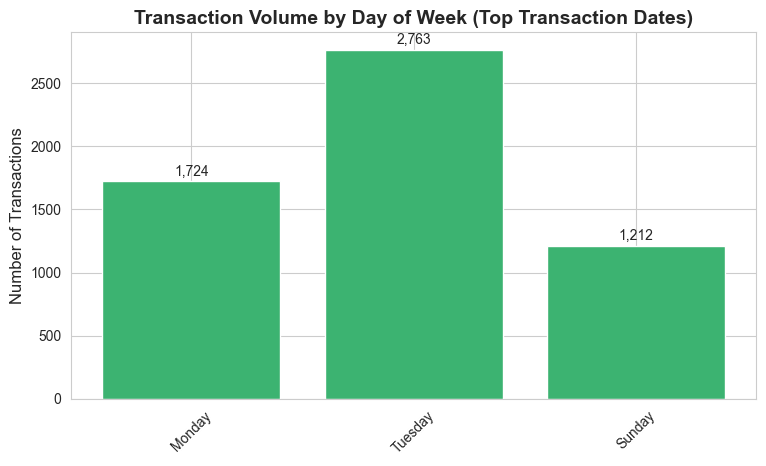 Transaction Volume by Day of Week (Top Transaction Dates)
Number of Transactions
2500
2000
1500
1000
500
0
1,724
2,763
1,212
Monday
Tuesday
Sunday